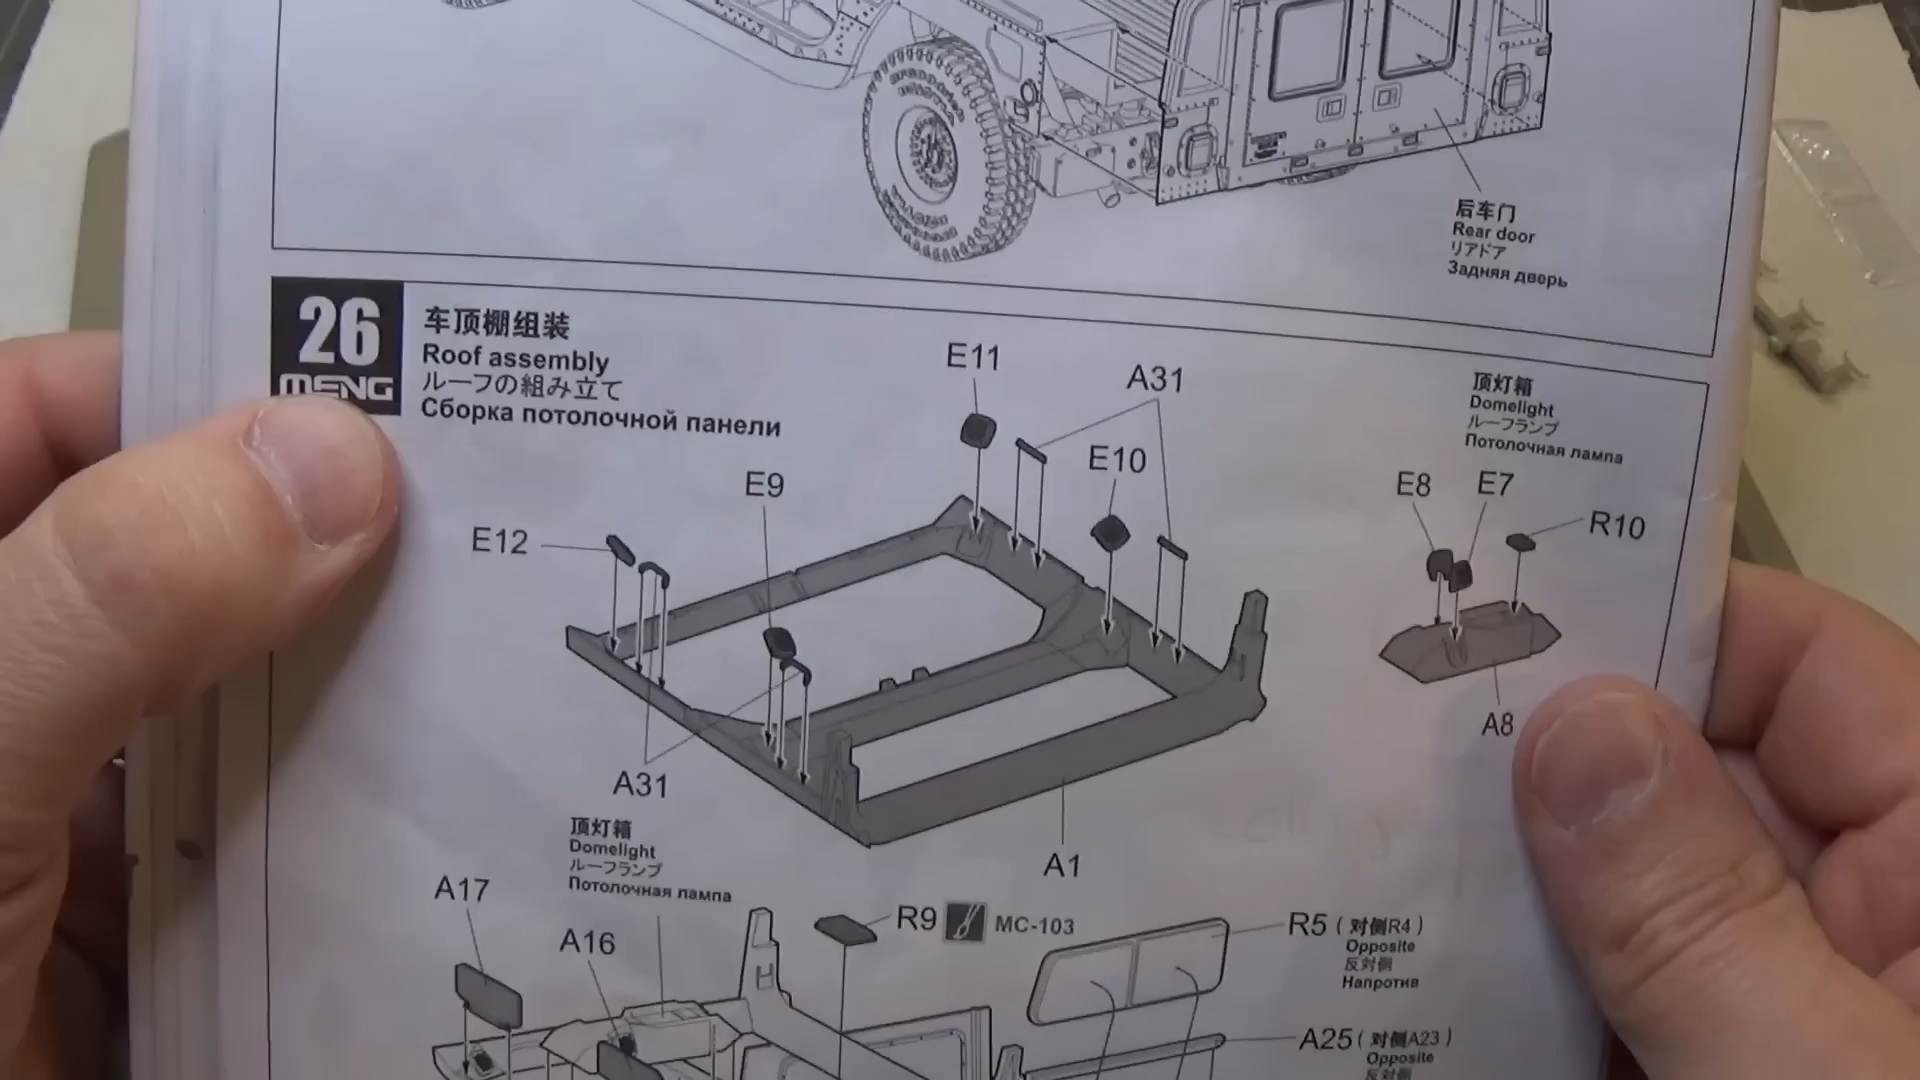 后车门
Rear door
リアドア
Задняя дверь
26
MENG
车顶棚组装
Roof assembly
ルーフの組み立て
Сборка потолочной панели
E11
A31
E10
E9
E12
A31
A1
顶灯箱
Domelight
ルーフランプ
Потолочная лампа
E8
E7
R10
A8
顶灯箱
Domelight
ルーフランプ
Потолочная лампа
A17
A16
R9
MC-103
R5 ( 对侧R4 )
Opposite
反対側
Напротив
A25 ( 对侧A23 )
Opposite
反対側